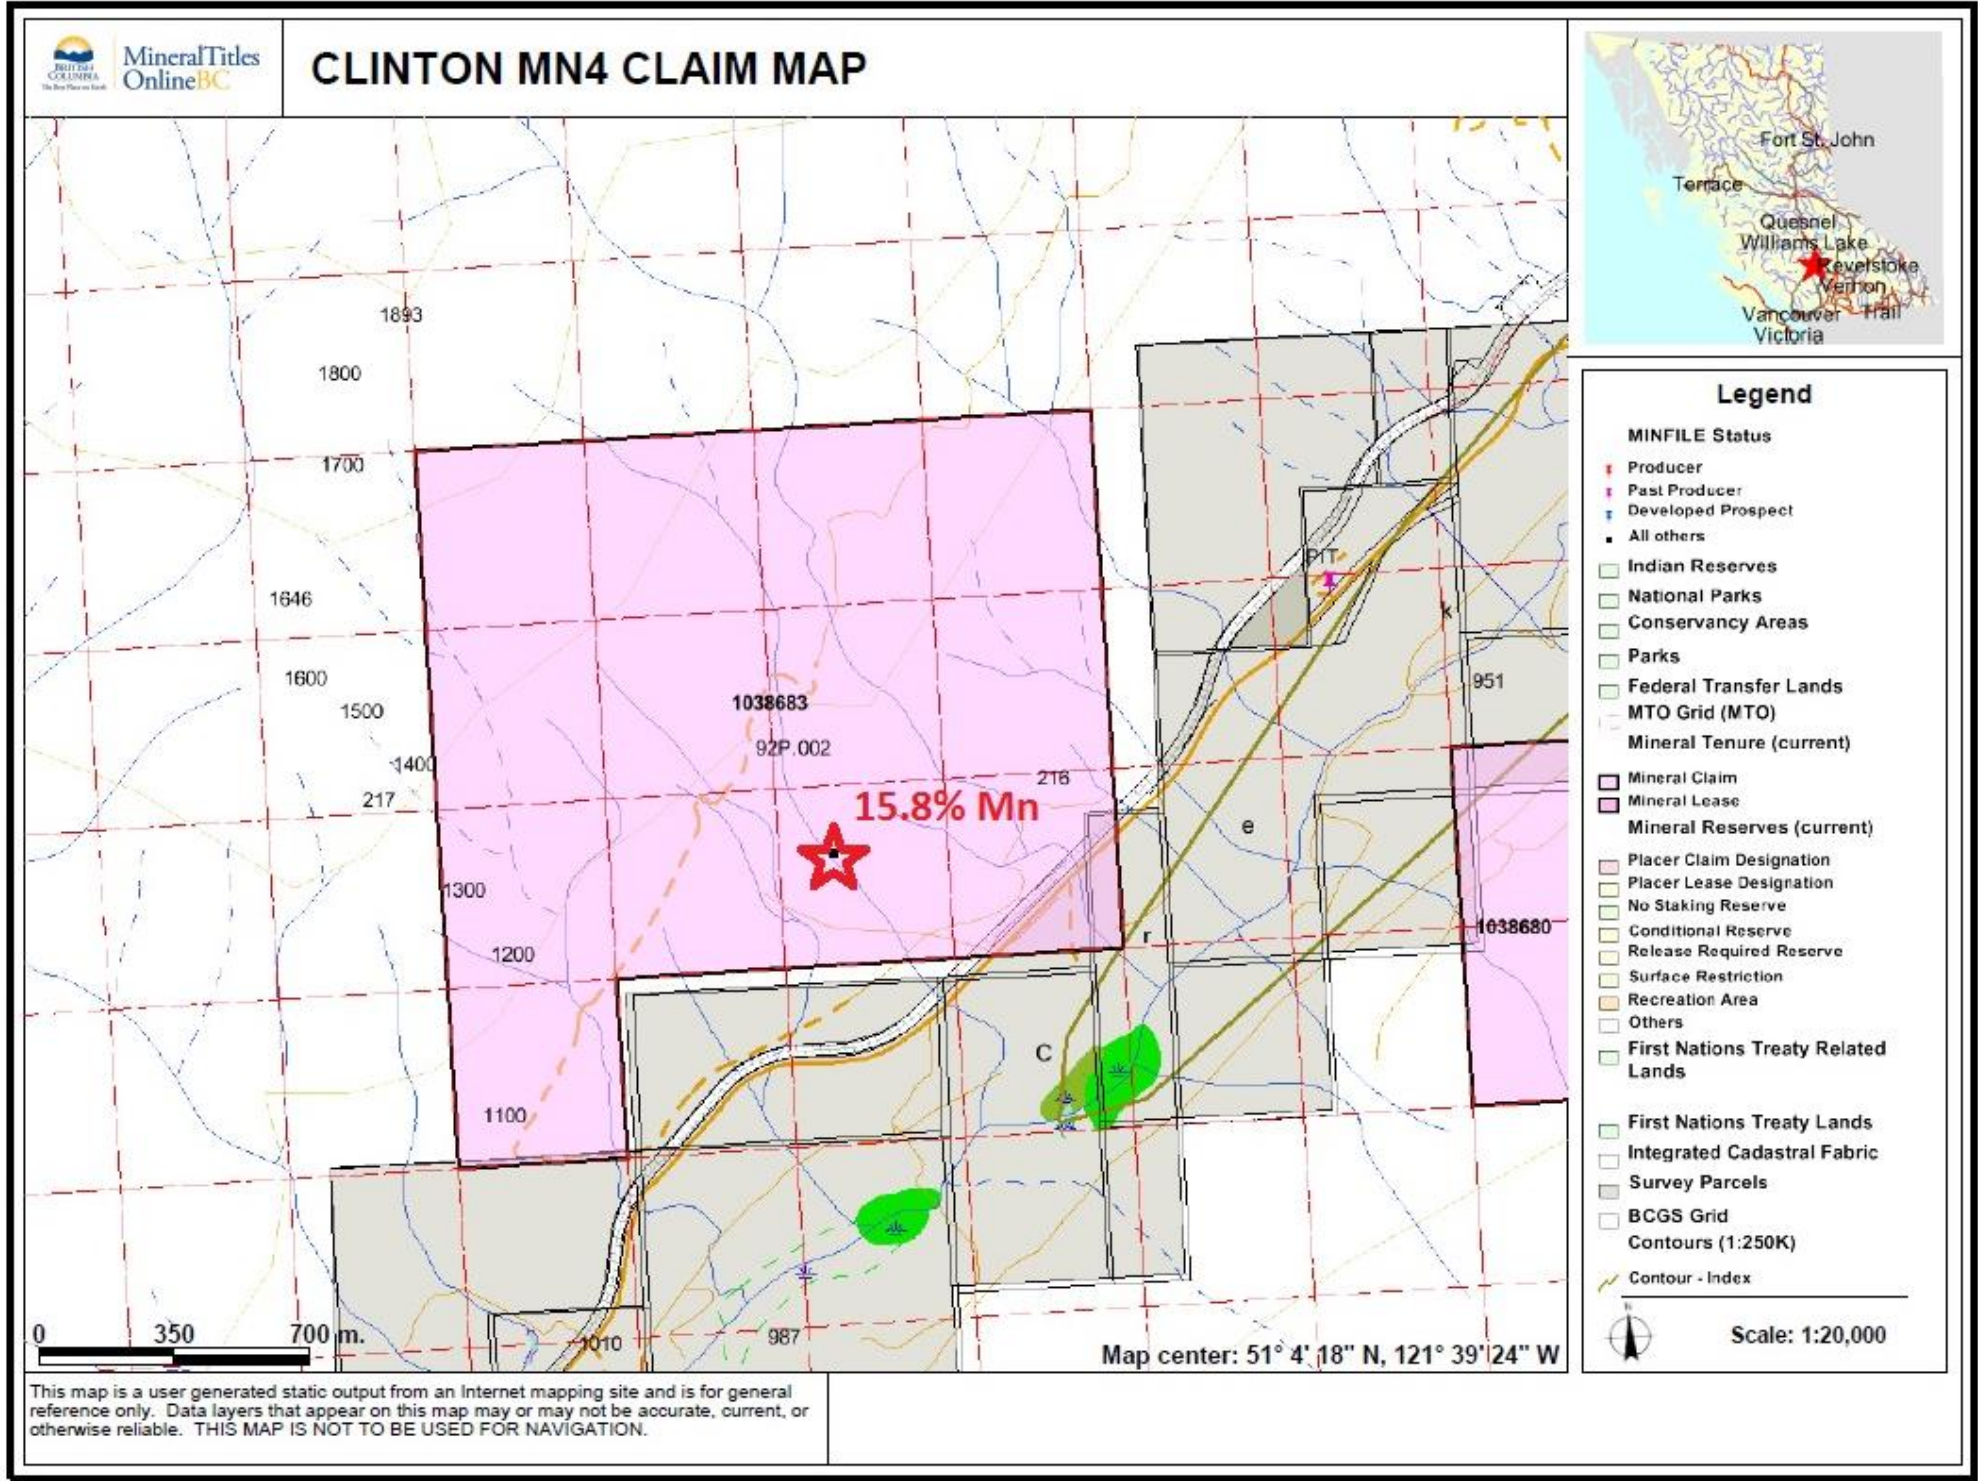 BRITISH
COLUMBIA
The Best Place on Earth
MineralTitles
OnlineBC
CLINTON MN4 CLAIM MAP
Fort St. John
Terrace
Quesnel
Williams Lake
Revelstoke
Vernon
Vancouver Trail
Victoria
1893
1800
1700
1646
1600
1500
1400
217
1300
1200
1100
1038683
92P.002
216
15.8% Mn
PIT
k
951
e
r
1038680
C
1010
987
Legend
MINFILE Status
Producer
Past Producer
Developed Prospect
All others
Indian Reserves
National Parks
Conservancy Areas
Parks
Federal Transfer Lands
MTO Grid (MTO)
Mineral Tenure (current)
Mineral Claim
Mineral Lease
Mineral Reserves (current)
Placer Claim Designation
Placer Lease Designation
No Staking Reserve
Conditional Reserve
Release Required Reserve
Surface Restriction
Recreation Area
Others
First Nations Treaty Related
Lands
First Nations Treaty Lands
Integrated Cadastral Fabric
Survey Parcels
BCGS Grid
Contours (1:250K)
Contour - Index
N
Scale: 1:20,000
0 350 700 m.
Map center: 51° 4' 18" N, 121° 39' 24" W
This map is a user generated static output from an Internet mapping site and is for general
reference only. Data layers that appear on this map may or may not be accurate, current, or
otherwise reliable. THIS MAP IS NOT TO BE USED FOR NAVIGATION.